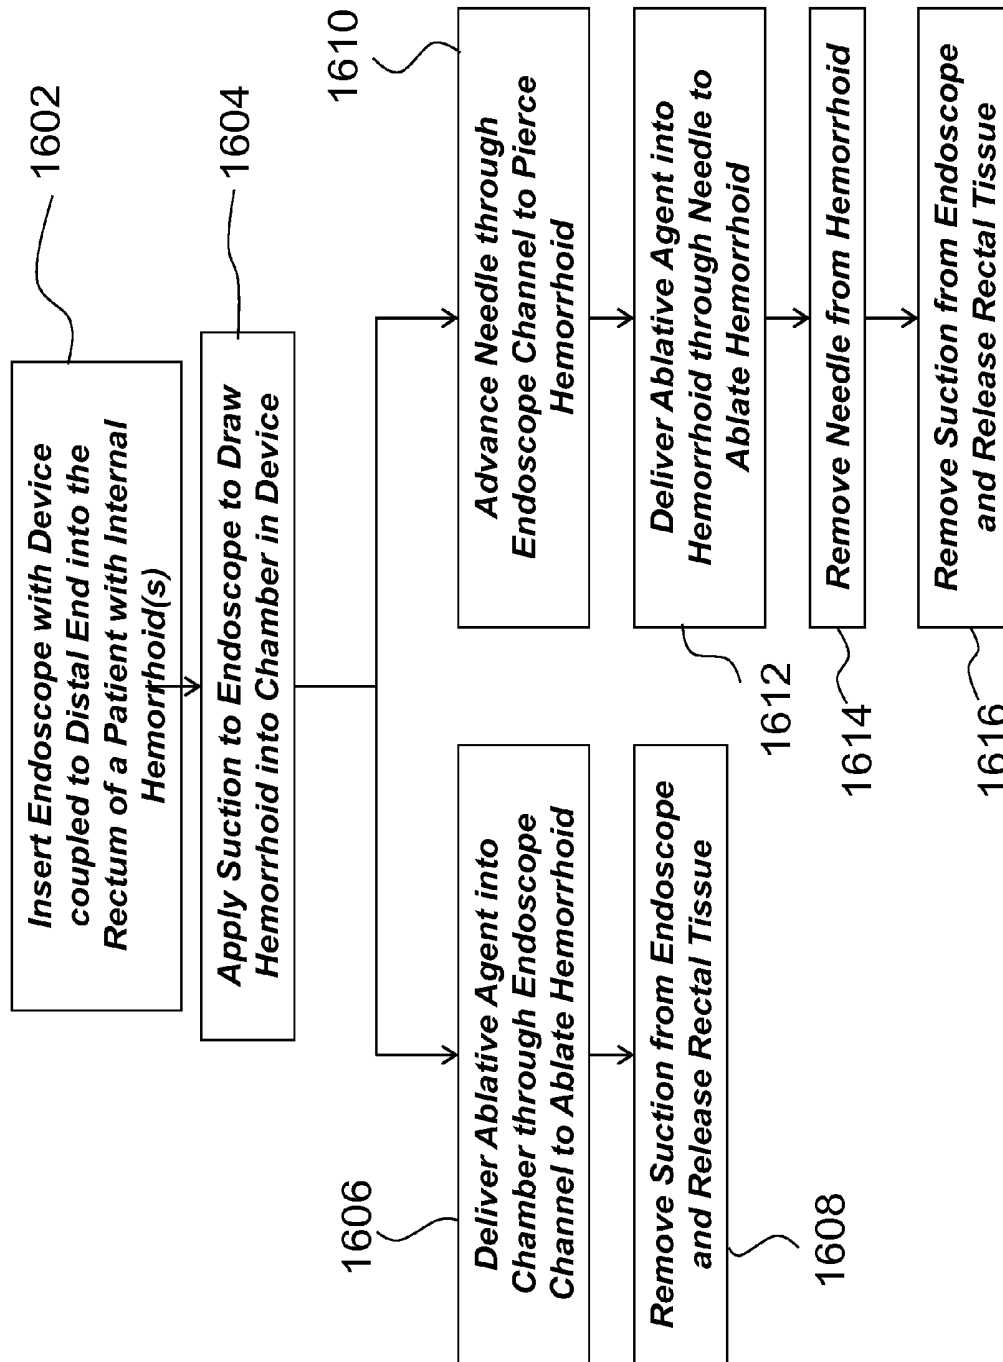 Insert Endoscope with Device
coupled to Distal End into the
Rectum of a Patient with Internal
Hemorrhoid(s)
1602
Apply Suction to Endoscope to Draw
Hemorrhoid into Chamber in Device
1604
1606
Deliver Ablative Agent into
Chamber through Endoscope
Channel to Ablate Hemorrhoid
Remove Suction from Endoscope
and Release Rectal Tissue
1608
1610
Advance Needle through
Endoscope Channel to Pierce
Hemorrhoid
Deliver Ablative Agent into
Hemorrhoid through Needle to
Ablate Hemorrhoid
1612
Remove Needle from Hemorrhoid
1614
Remove Suction from Endoscope
and Release Rectal Tissue
1616